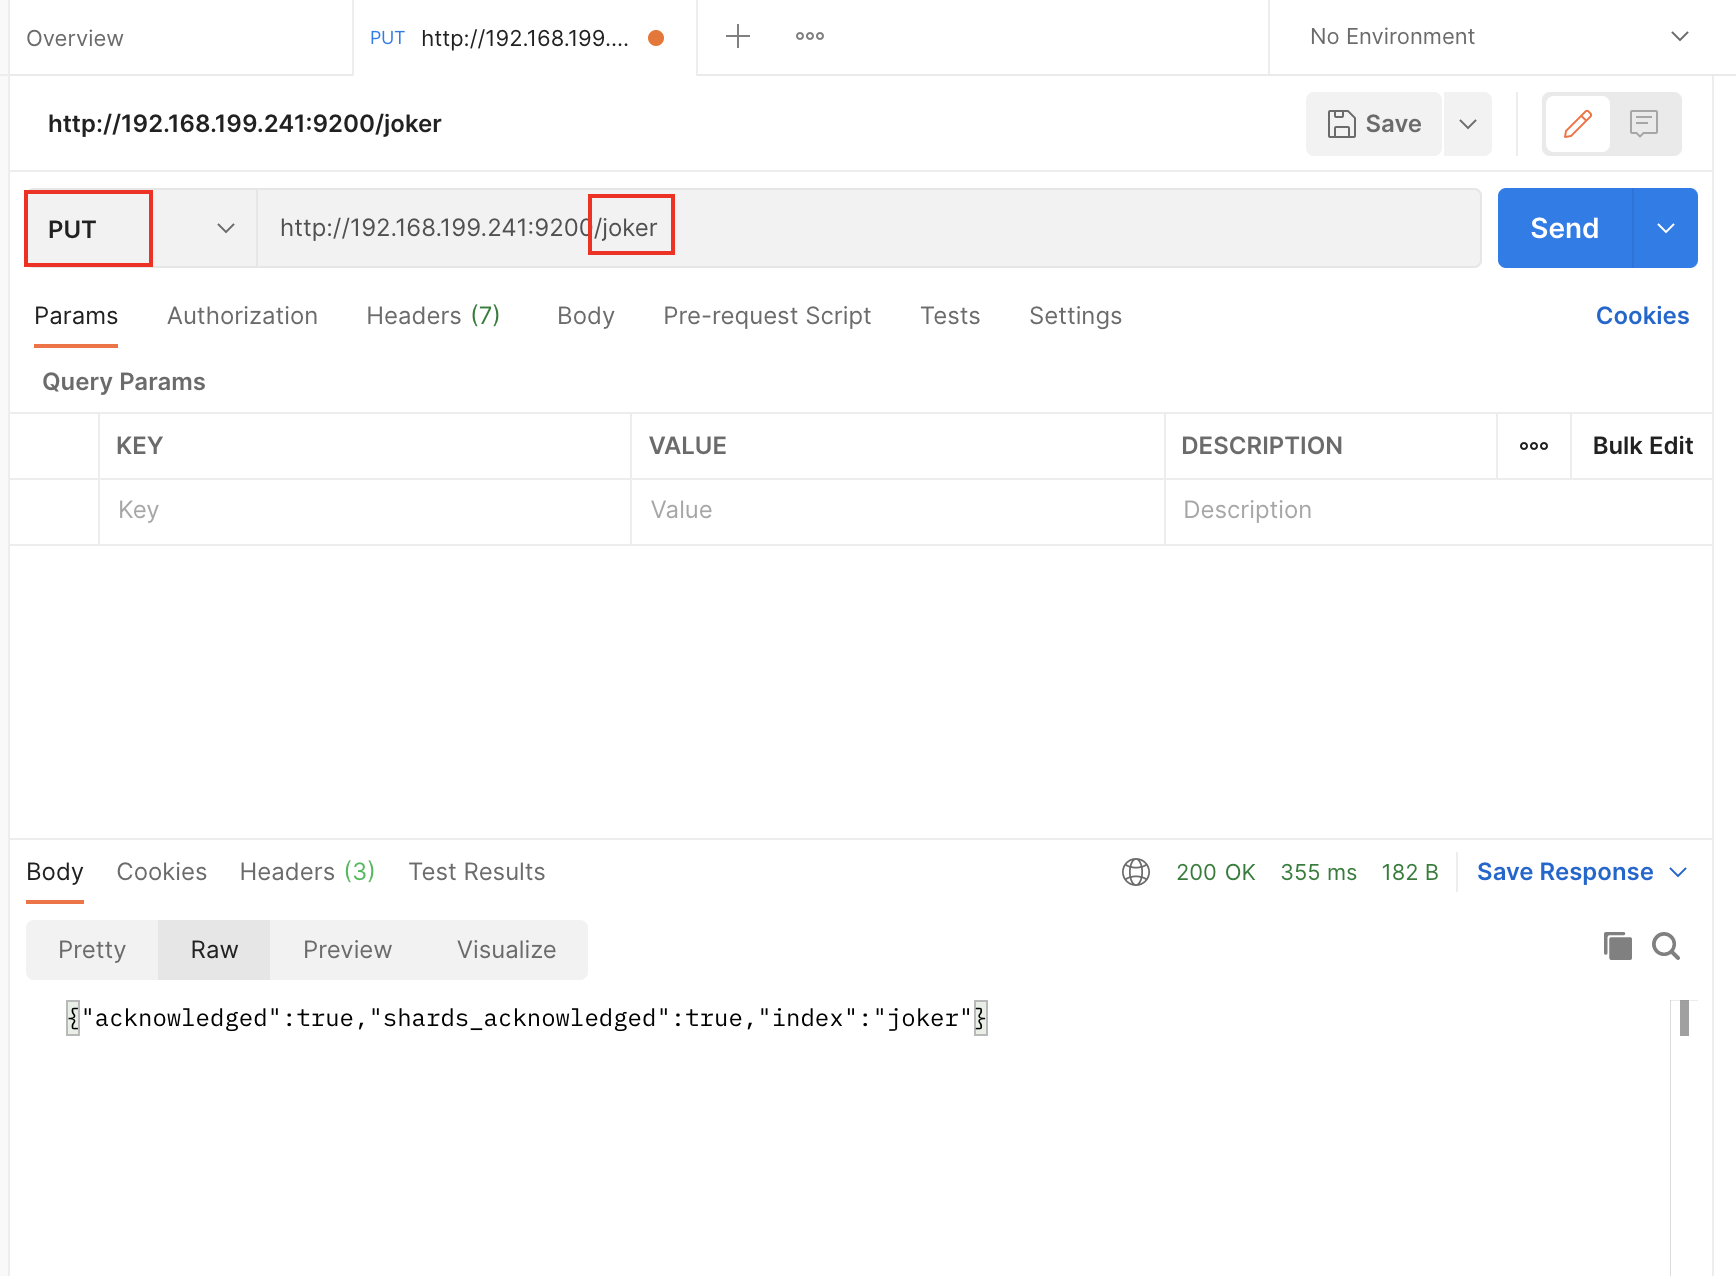 Overview PUT http://192.168.199.... No Environment
http://192.168.199.241:9200/joker Save
PUT http://192.168.199.241:9200/joker Send
Params Authorization Headers (7) Body Pre-request Script Tests Settings Cookies
Query Params
KEY VALUE DESCRIPTION Bulk Edit
Key Value Description
Body Cookies Headers (3) Test Results 200 OK 355 ms 182 B Save Response
Pretty Raw Preview Visualize
{"acknowledged":true,"shards_acknowledged":true,"index":"joker"}